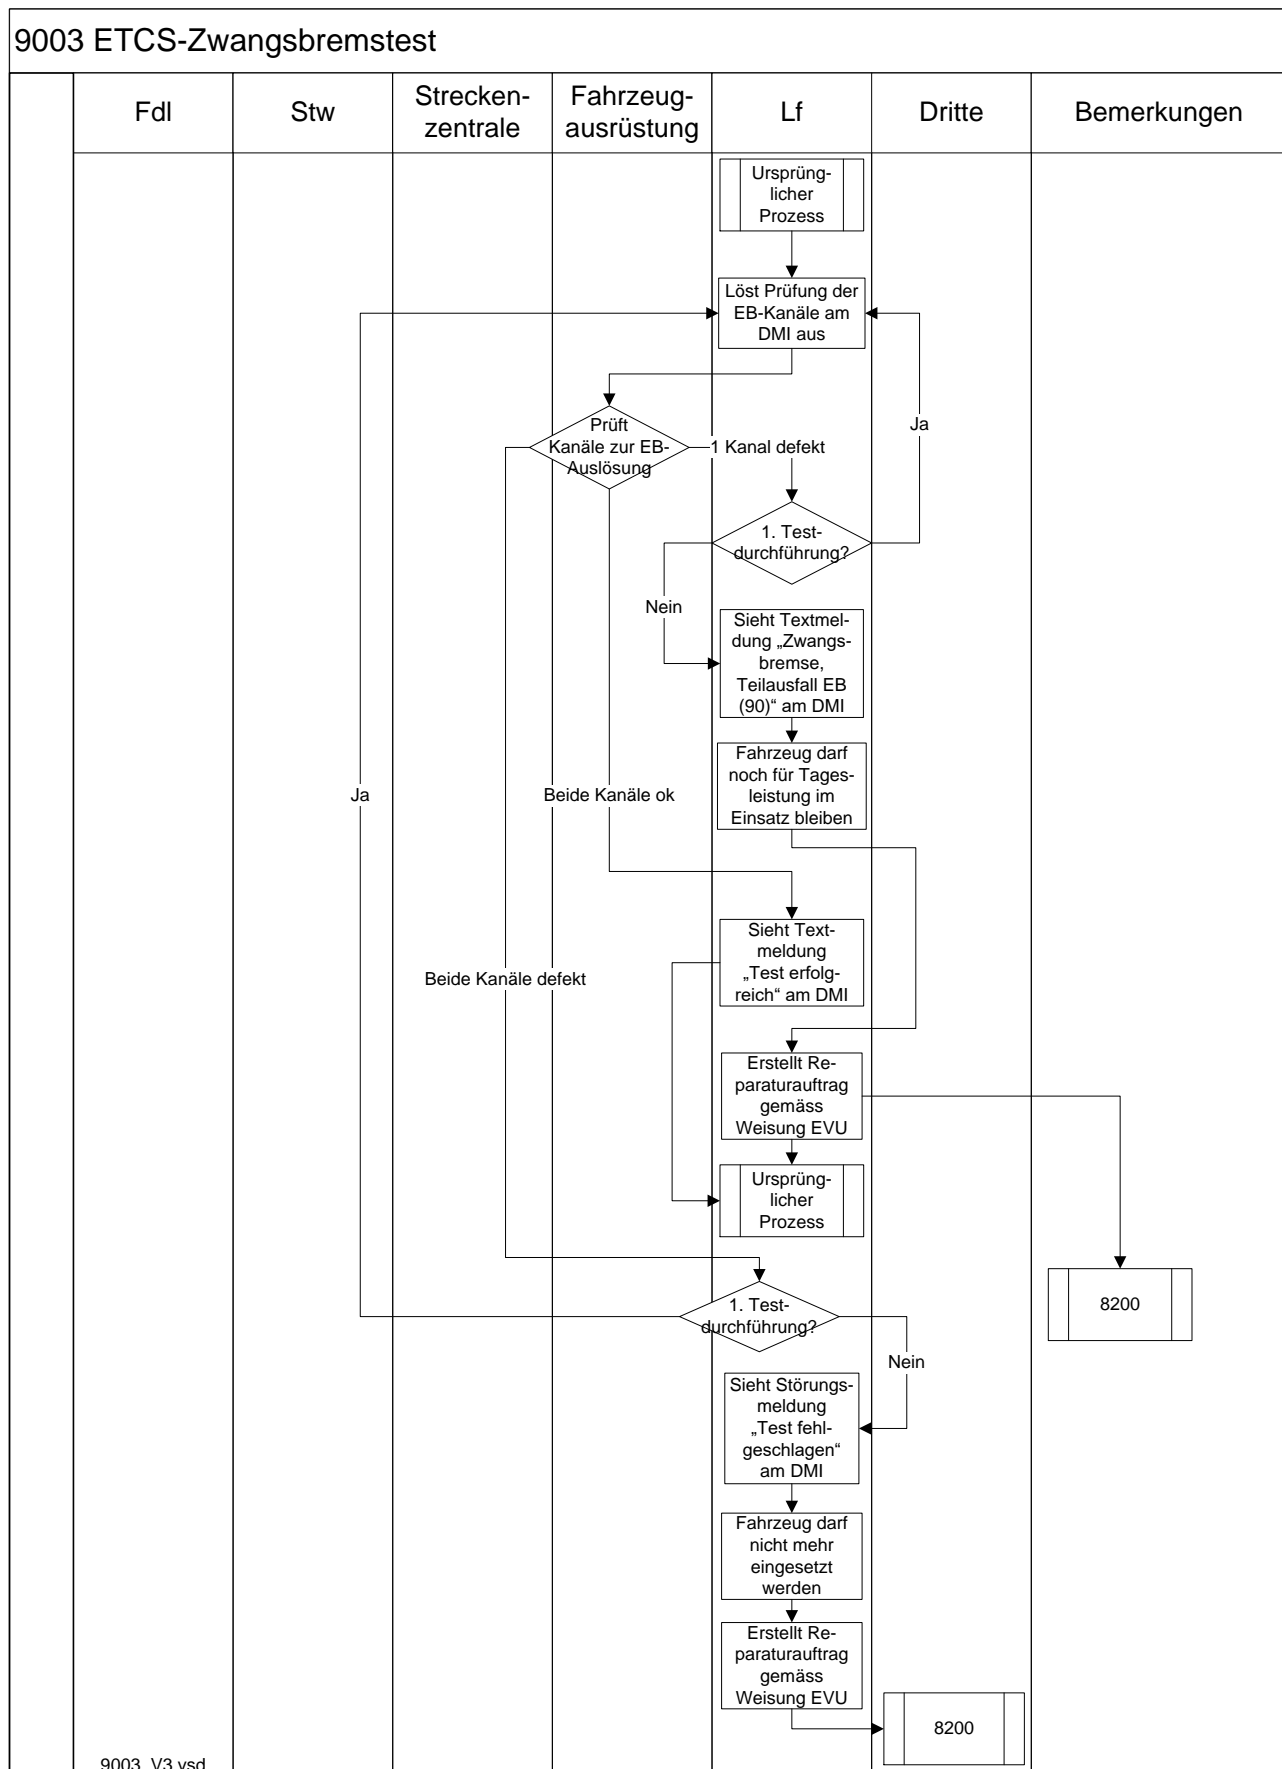 9003 ETCS-Zwangsbremstest
Fdl
Stw
Strecken-
zentrale
Fahrzeug-
ausrüstung
Lf
Dritte
Bemerkungen
Ursprüng-
licher
Prozess
Löst Prüfung der
EB-Kanäle am
DMI aus
Prüft
Kanäle zur EB-
Auslösung
1 Kanal defekt
Ja
1. Test-
durchführung?
Nein
Sieht Textmel-
dung „Zwangs-
bremse,
Teilausfall EB
(90)“ am DMI
Fahrzeug darf
noch für Tages-
leistung im
Einsatz bleiben
Ja
Beide Kanäle ok
Sieht Text-
meldung
„Test erfolg-
reich“ am DMI
Beide Kanäle defekt
Erstellt Re-
paraturauftrag
gemäss
Weisung EVU
Ursprüng-
licher
Prozess
8200
1. Test-
durchführung?
Nein
Sieht Störungs-
meldung
„Test fehl-
geschlagen“
am DMI
Fahrzeug darf
nicht mehr
eingesetzt
werden
Erstellt Re-
paraturauftrag
gemäss
Weisung EVU
8200
9003_V3.vsd